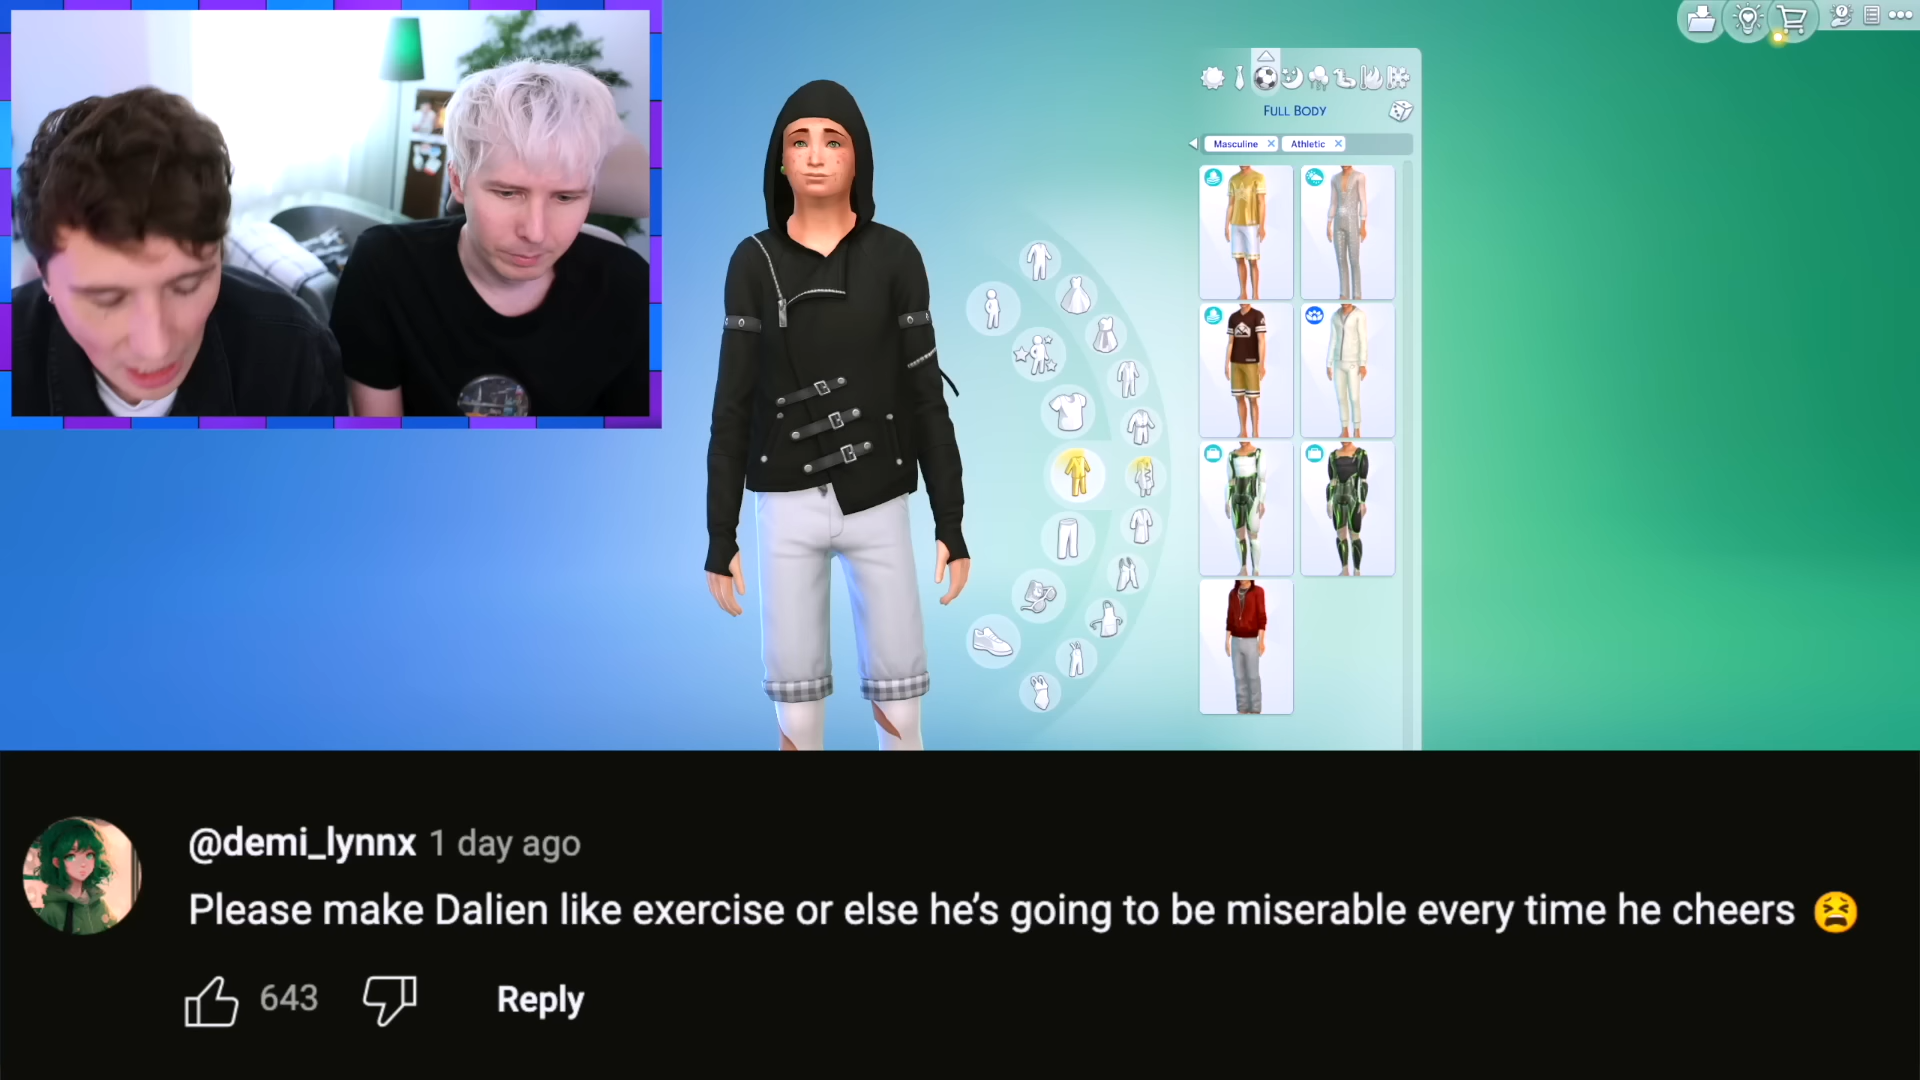 FULL BODY
Masculine
Athletic
@demi_lynnx 1 day ago
Please make Dalien like exercise or else he’s going to be miserable every time he cheers 😫
643
Reply